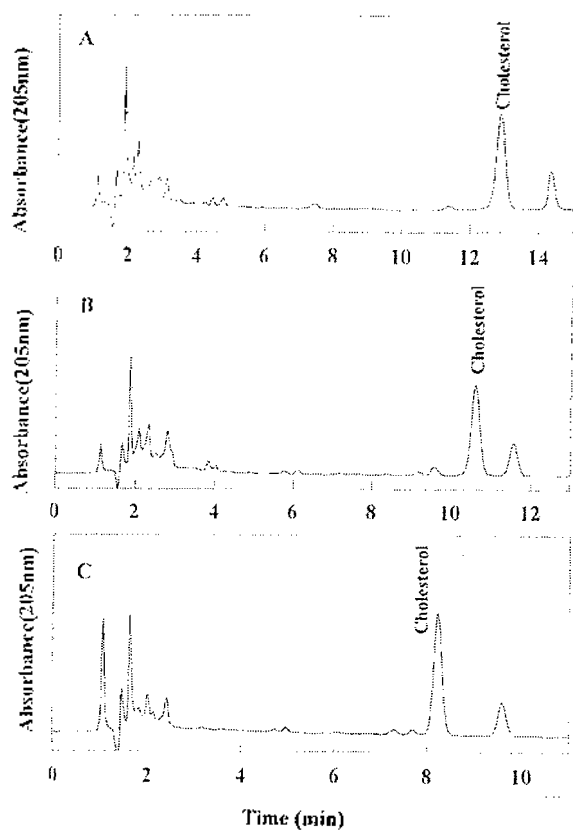 A
Cholesterol
Absorbance(205nm)
0 2 4 6 8 10 12 14
B
Cholesterol
Absorbance(205nm)
0 2 4 6 8 10 12
C
Cholesterol
Absorbance(205nm)
0 2 4 6 8 10
Time (min)